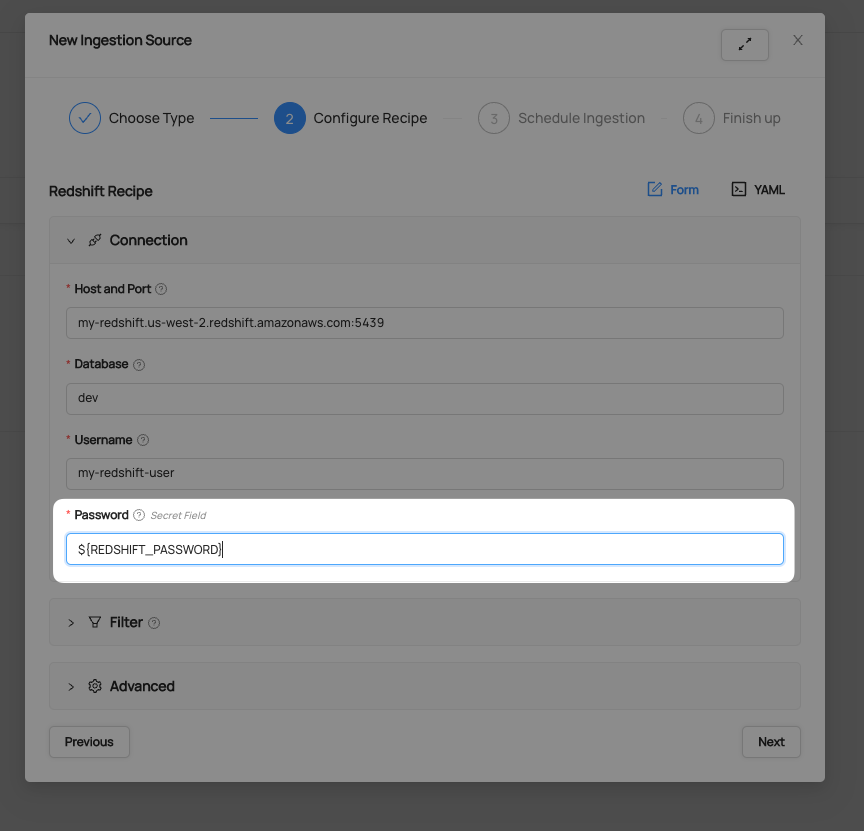 New Ingestion Source
Choose Type
2 Configure Recipe
3 Schedule Ingestion
4 Finish up
Redshift Recipe
Form
YAML
Connection
* Host and Port ?
my-redshift.us-west-2.redshift.amazonaws.com:5439
* Database ?
dev
* Username ?
my-redshift-user
* Password ? Secret Field
${REDSHIFT_PASSWORD}
Filter ?
Advanced
Previous
Next